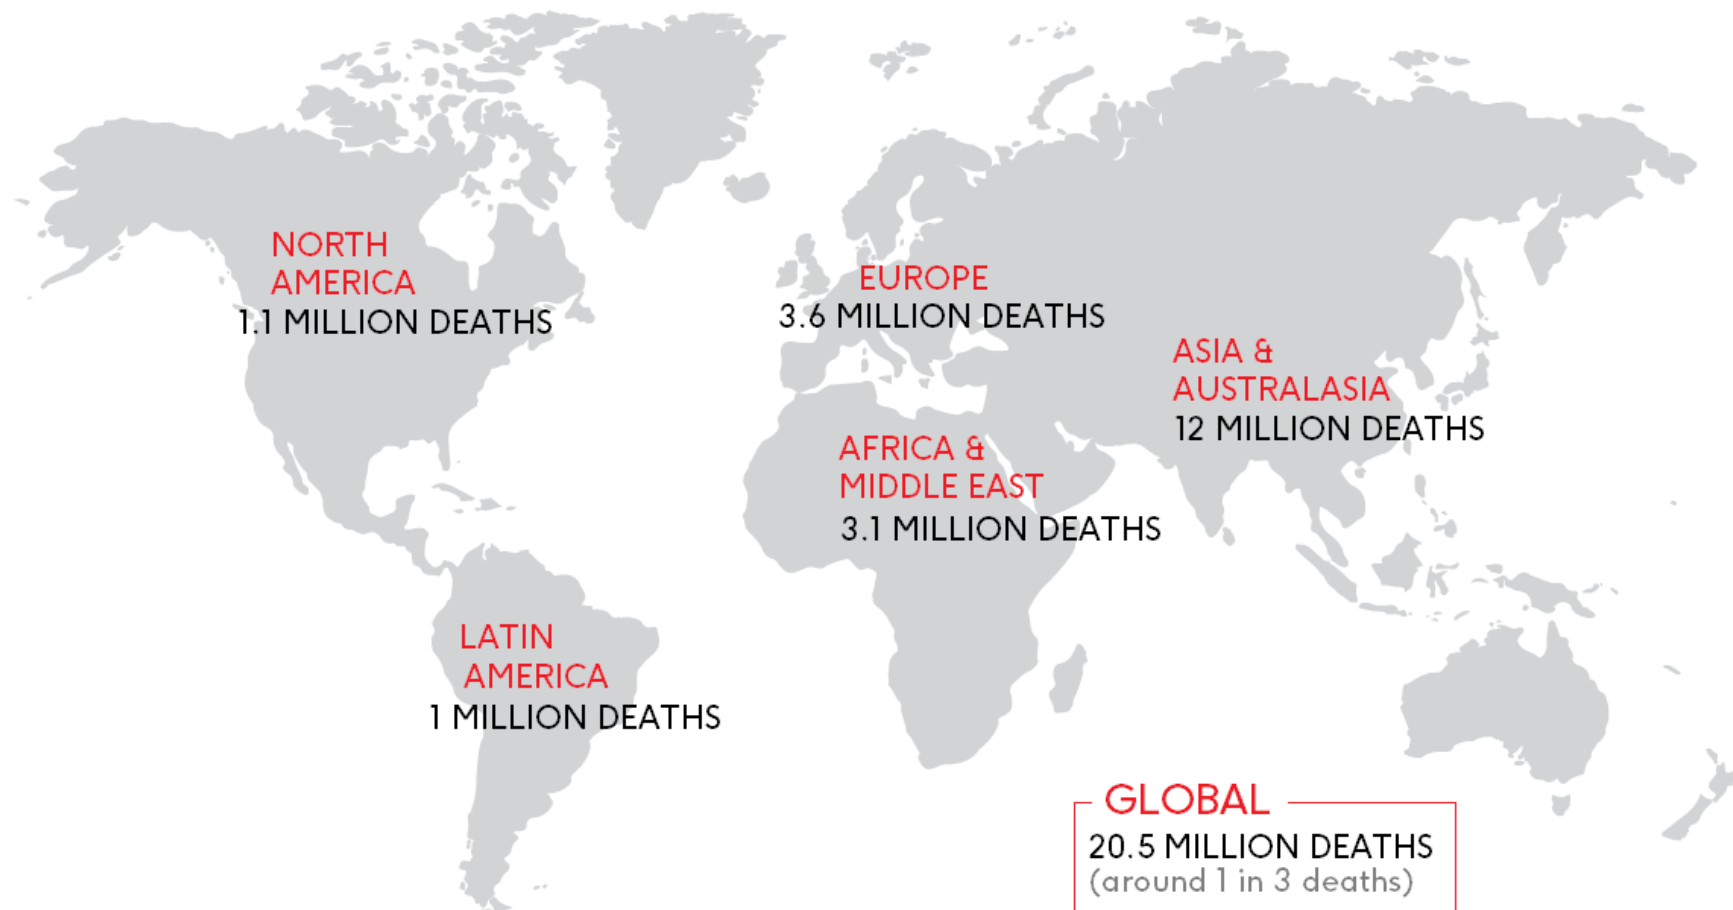 NORTH
AMERICA
1.1 MILLION DEATHS
EUROPE
3.6 MILLION DEATHS
ASIA &
AUSTRALASIA
12 MILLION DEATHS
AFRICA &
MIDDLE EAST
3.1 MILLION DEATHS
LATIN
AMERICA
1 MILLION DEATHS
GLOBAL
20.5 MILLION DEATHS
(around 1 in 3 deaths)